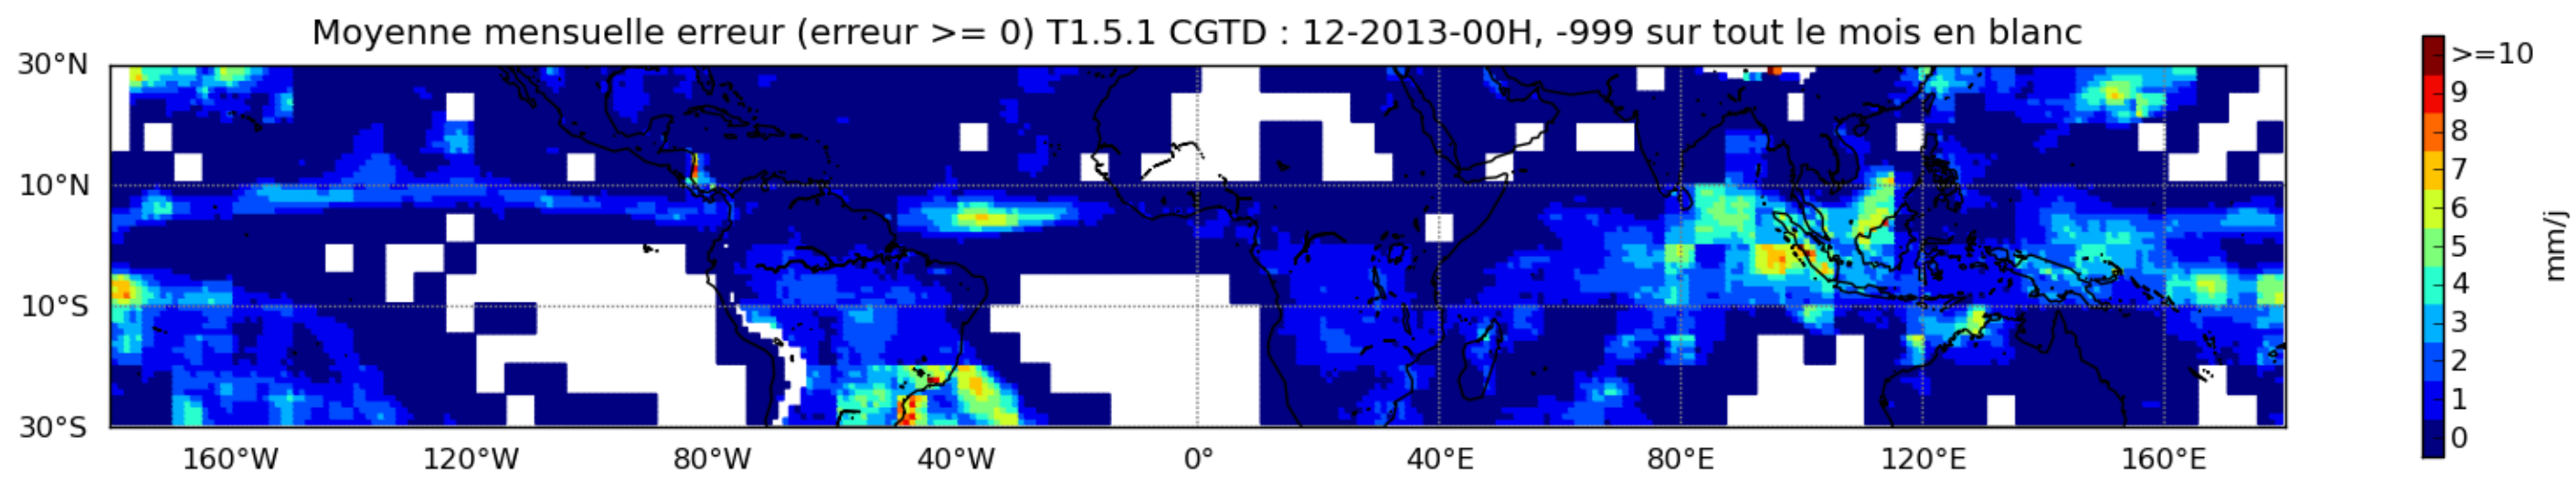 Moyenne mensuelle erreur (erreur >= 0) T1.5.1 CGTD : 12-2013-00H, -999 sur tout le mois en blanc
30°N
10°N
10°S
30°S
160°W 120°W 80°W 40°W 0° 40°E 80°E 120°E 160°E
>=10
9
8
7
6
5
4
3
2
1
0
mm/j